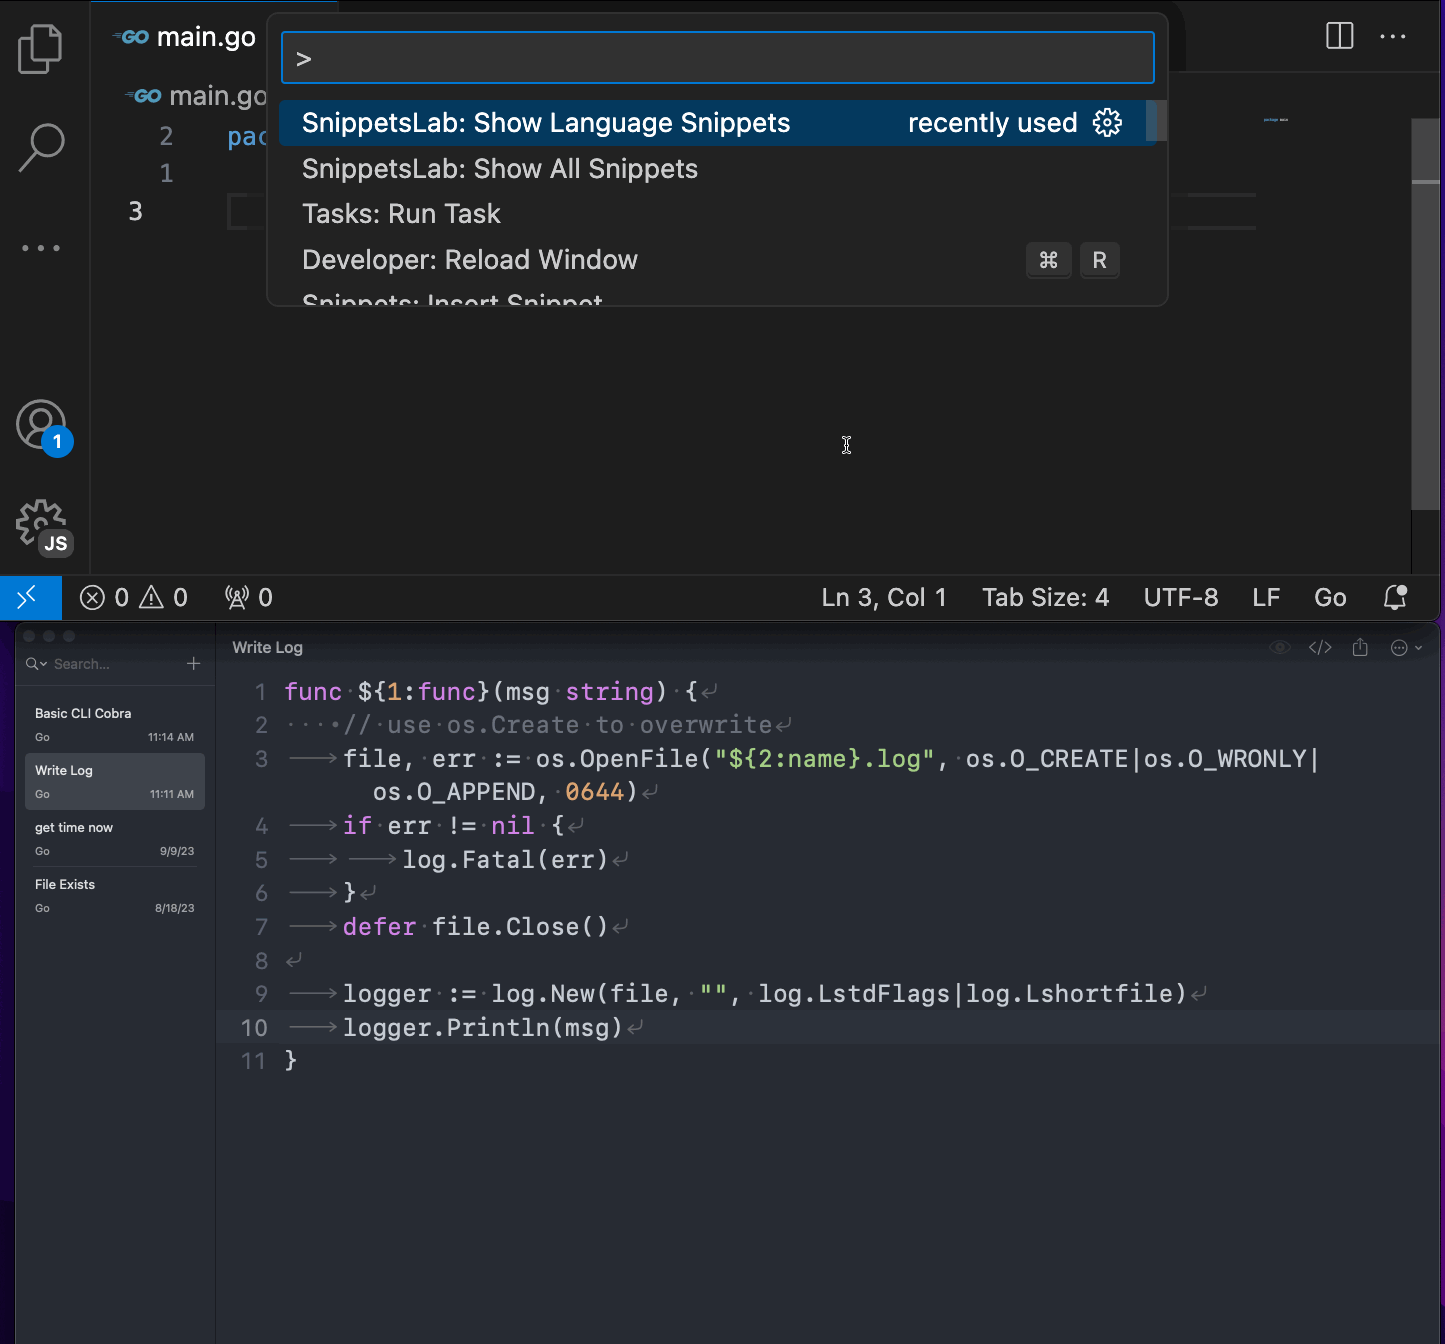 GO main.go
>
GO main.go
SnippetsLab: Show Language Snippets recently used
2 pac
SnippetsLab: Show All Snippets
1
Tasks: Run Task
3
Developer: Reload Window ⌘ R
Snippets: Insert Snippet
1
JS
0 0 0 Ln 3, Col 1 Tab Size: 4 UTF-8 LF Go
Search...
Basic CLI Cobra
Go 11:14 AM
Write Log
Go 11:11 AM
get time now
Go 9/9/23
File Exists
Go 8/18/23
Write Log
1 func ${1:func}(msg string) {
2 // use os.Create to overwrite
3 file, err := os.OpenFile("${2:name}.log", os.O_CREATE|os.O_WRONLY|
os.O_APPEND, 0644)
4 if err != nil {
5 log.Fatal(err)
6 }
7 defer file.Close()
8
9 logger := log.New(file, "", log.LstdFlags|log.Lshortfile)
10 logger.Println(msg)
11 }